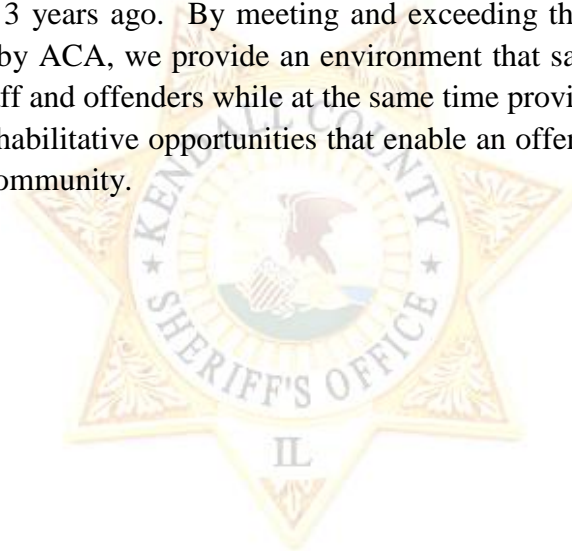 3 years ago. By meeting and exceeding th
by ACA, we provide an environment that sa
ff and offenders while at the same time provi
habilitative opportunities that enable an offen
ommunity.
KENDALL COUNTY
SHERIFF'S OFFICE
IL